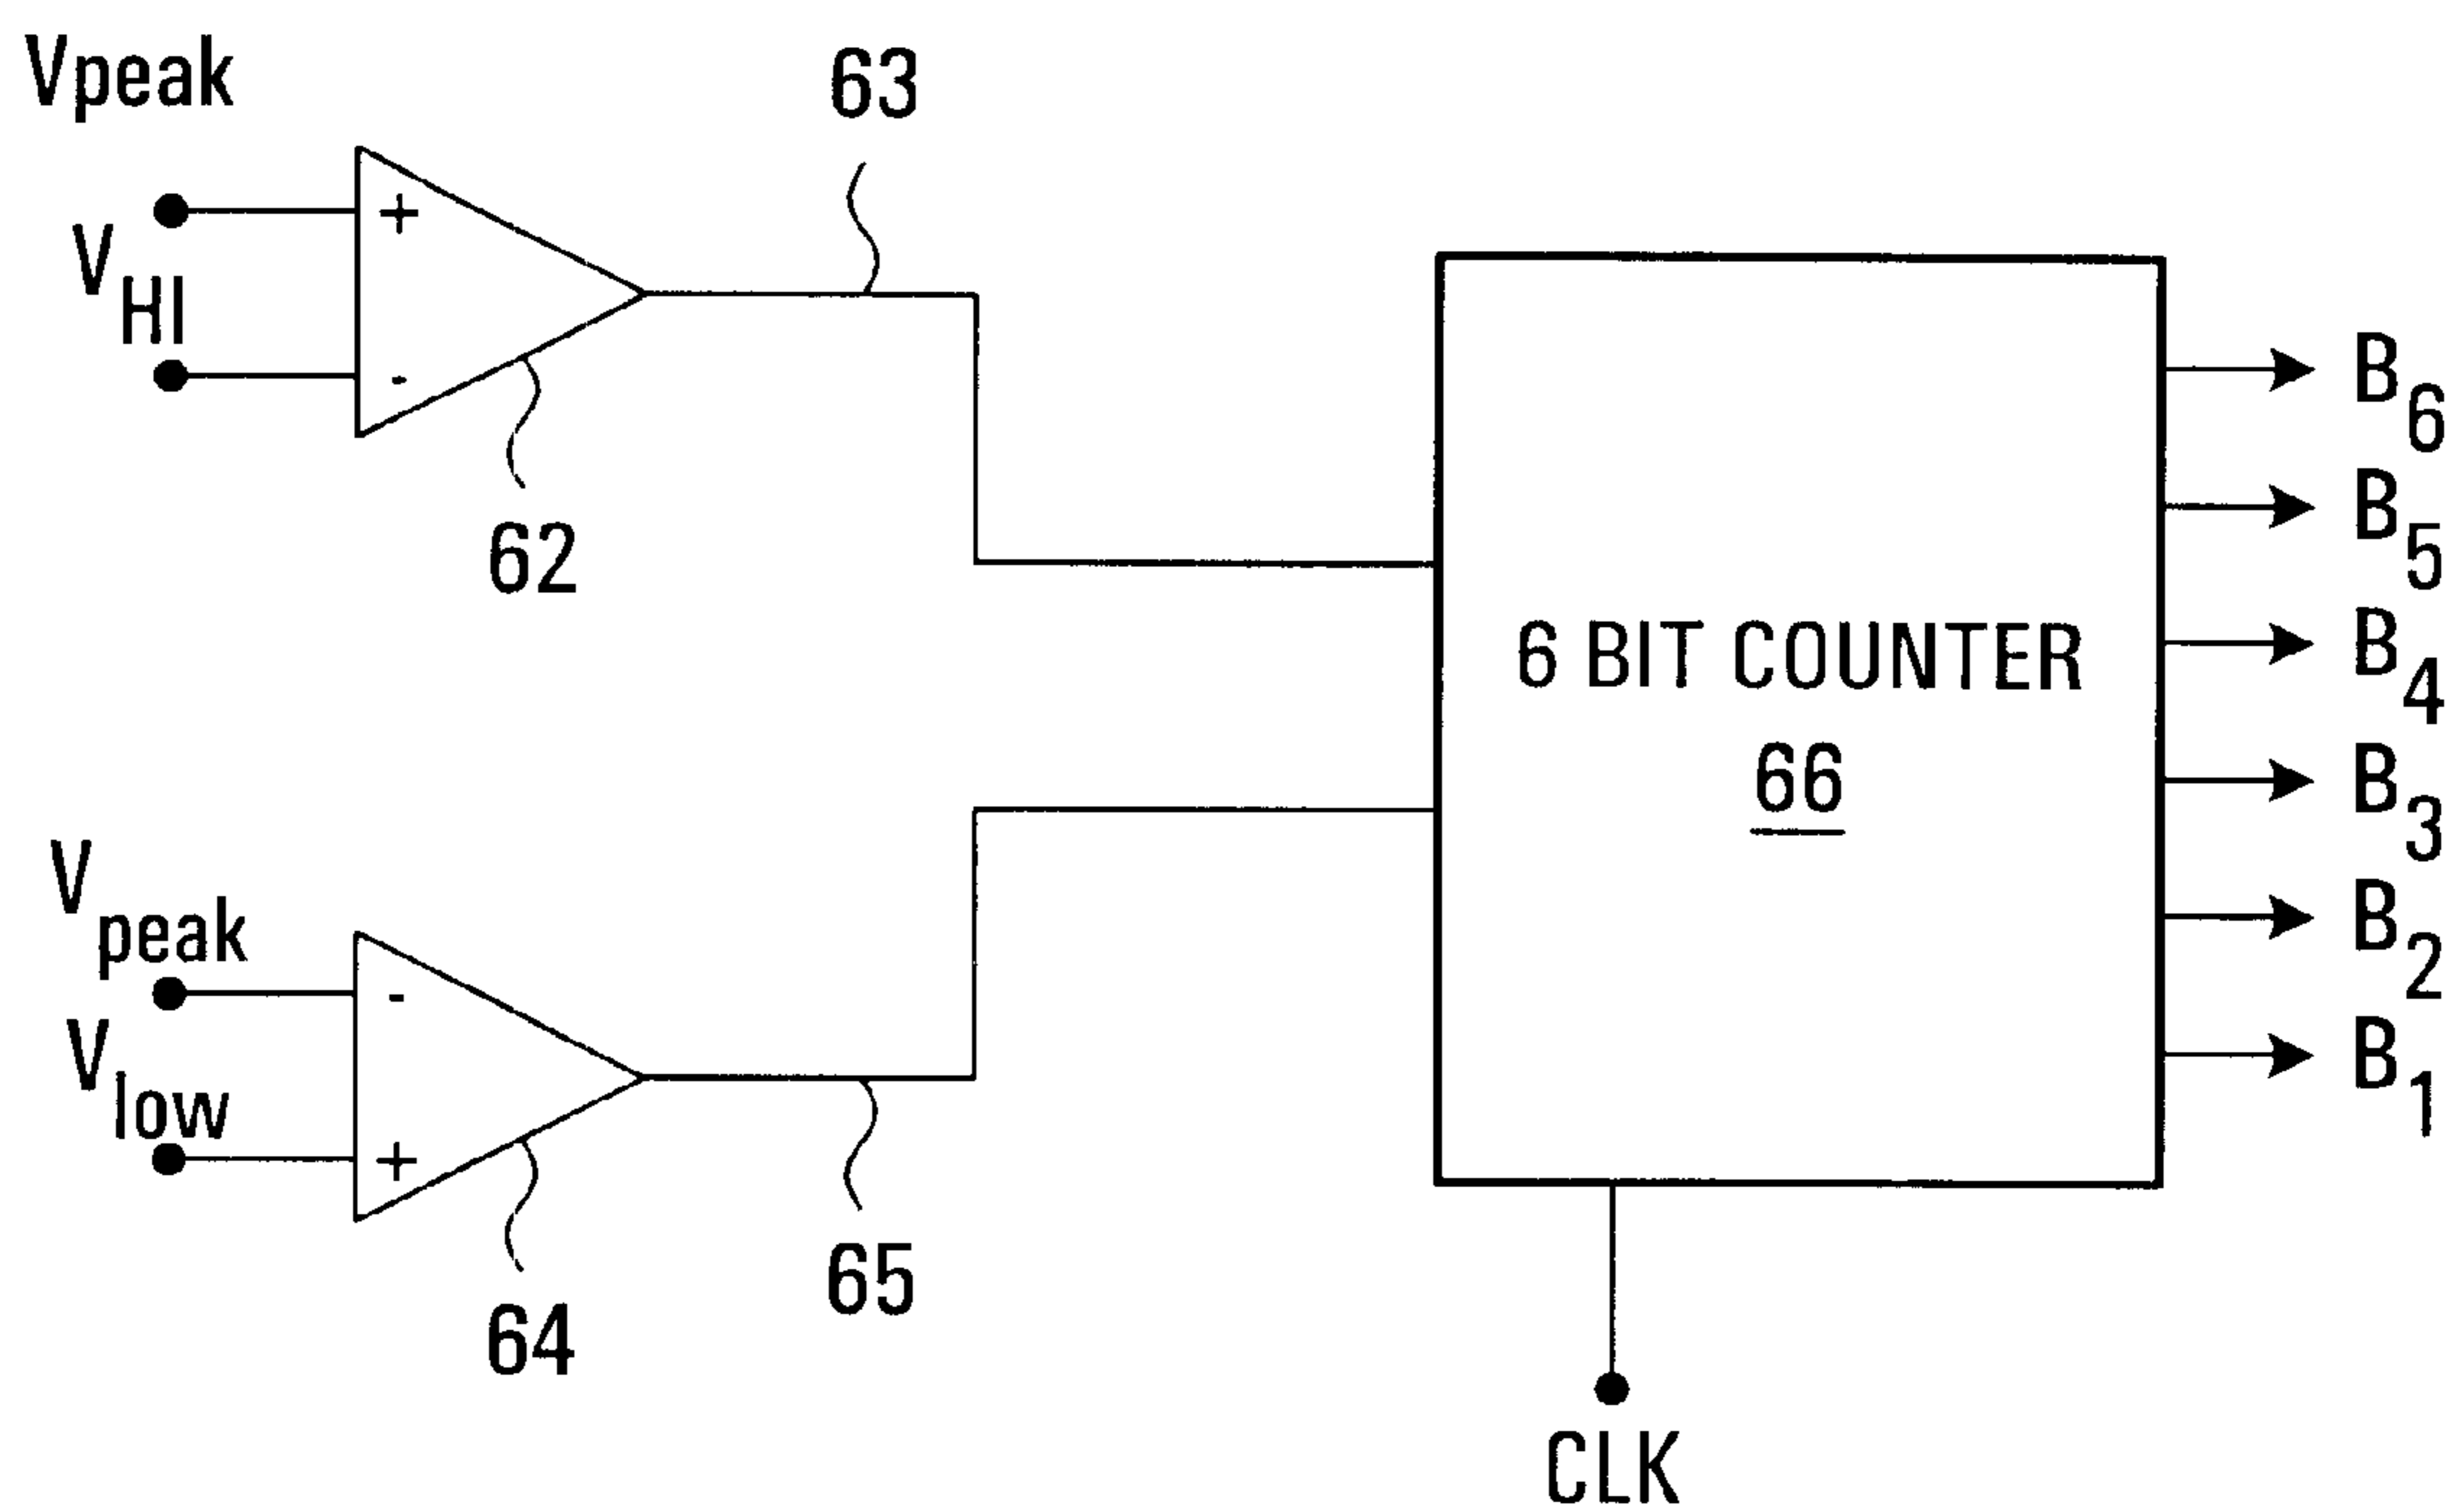 Vpeak
63
V HI
62
6 BIT COUNTER
66
V peak
V low
64
65
B 6
B 5
B 4
B 3
B 2
B 1
CLK